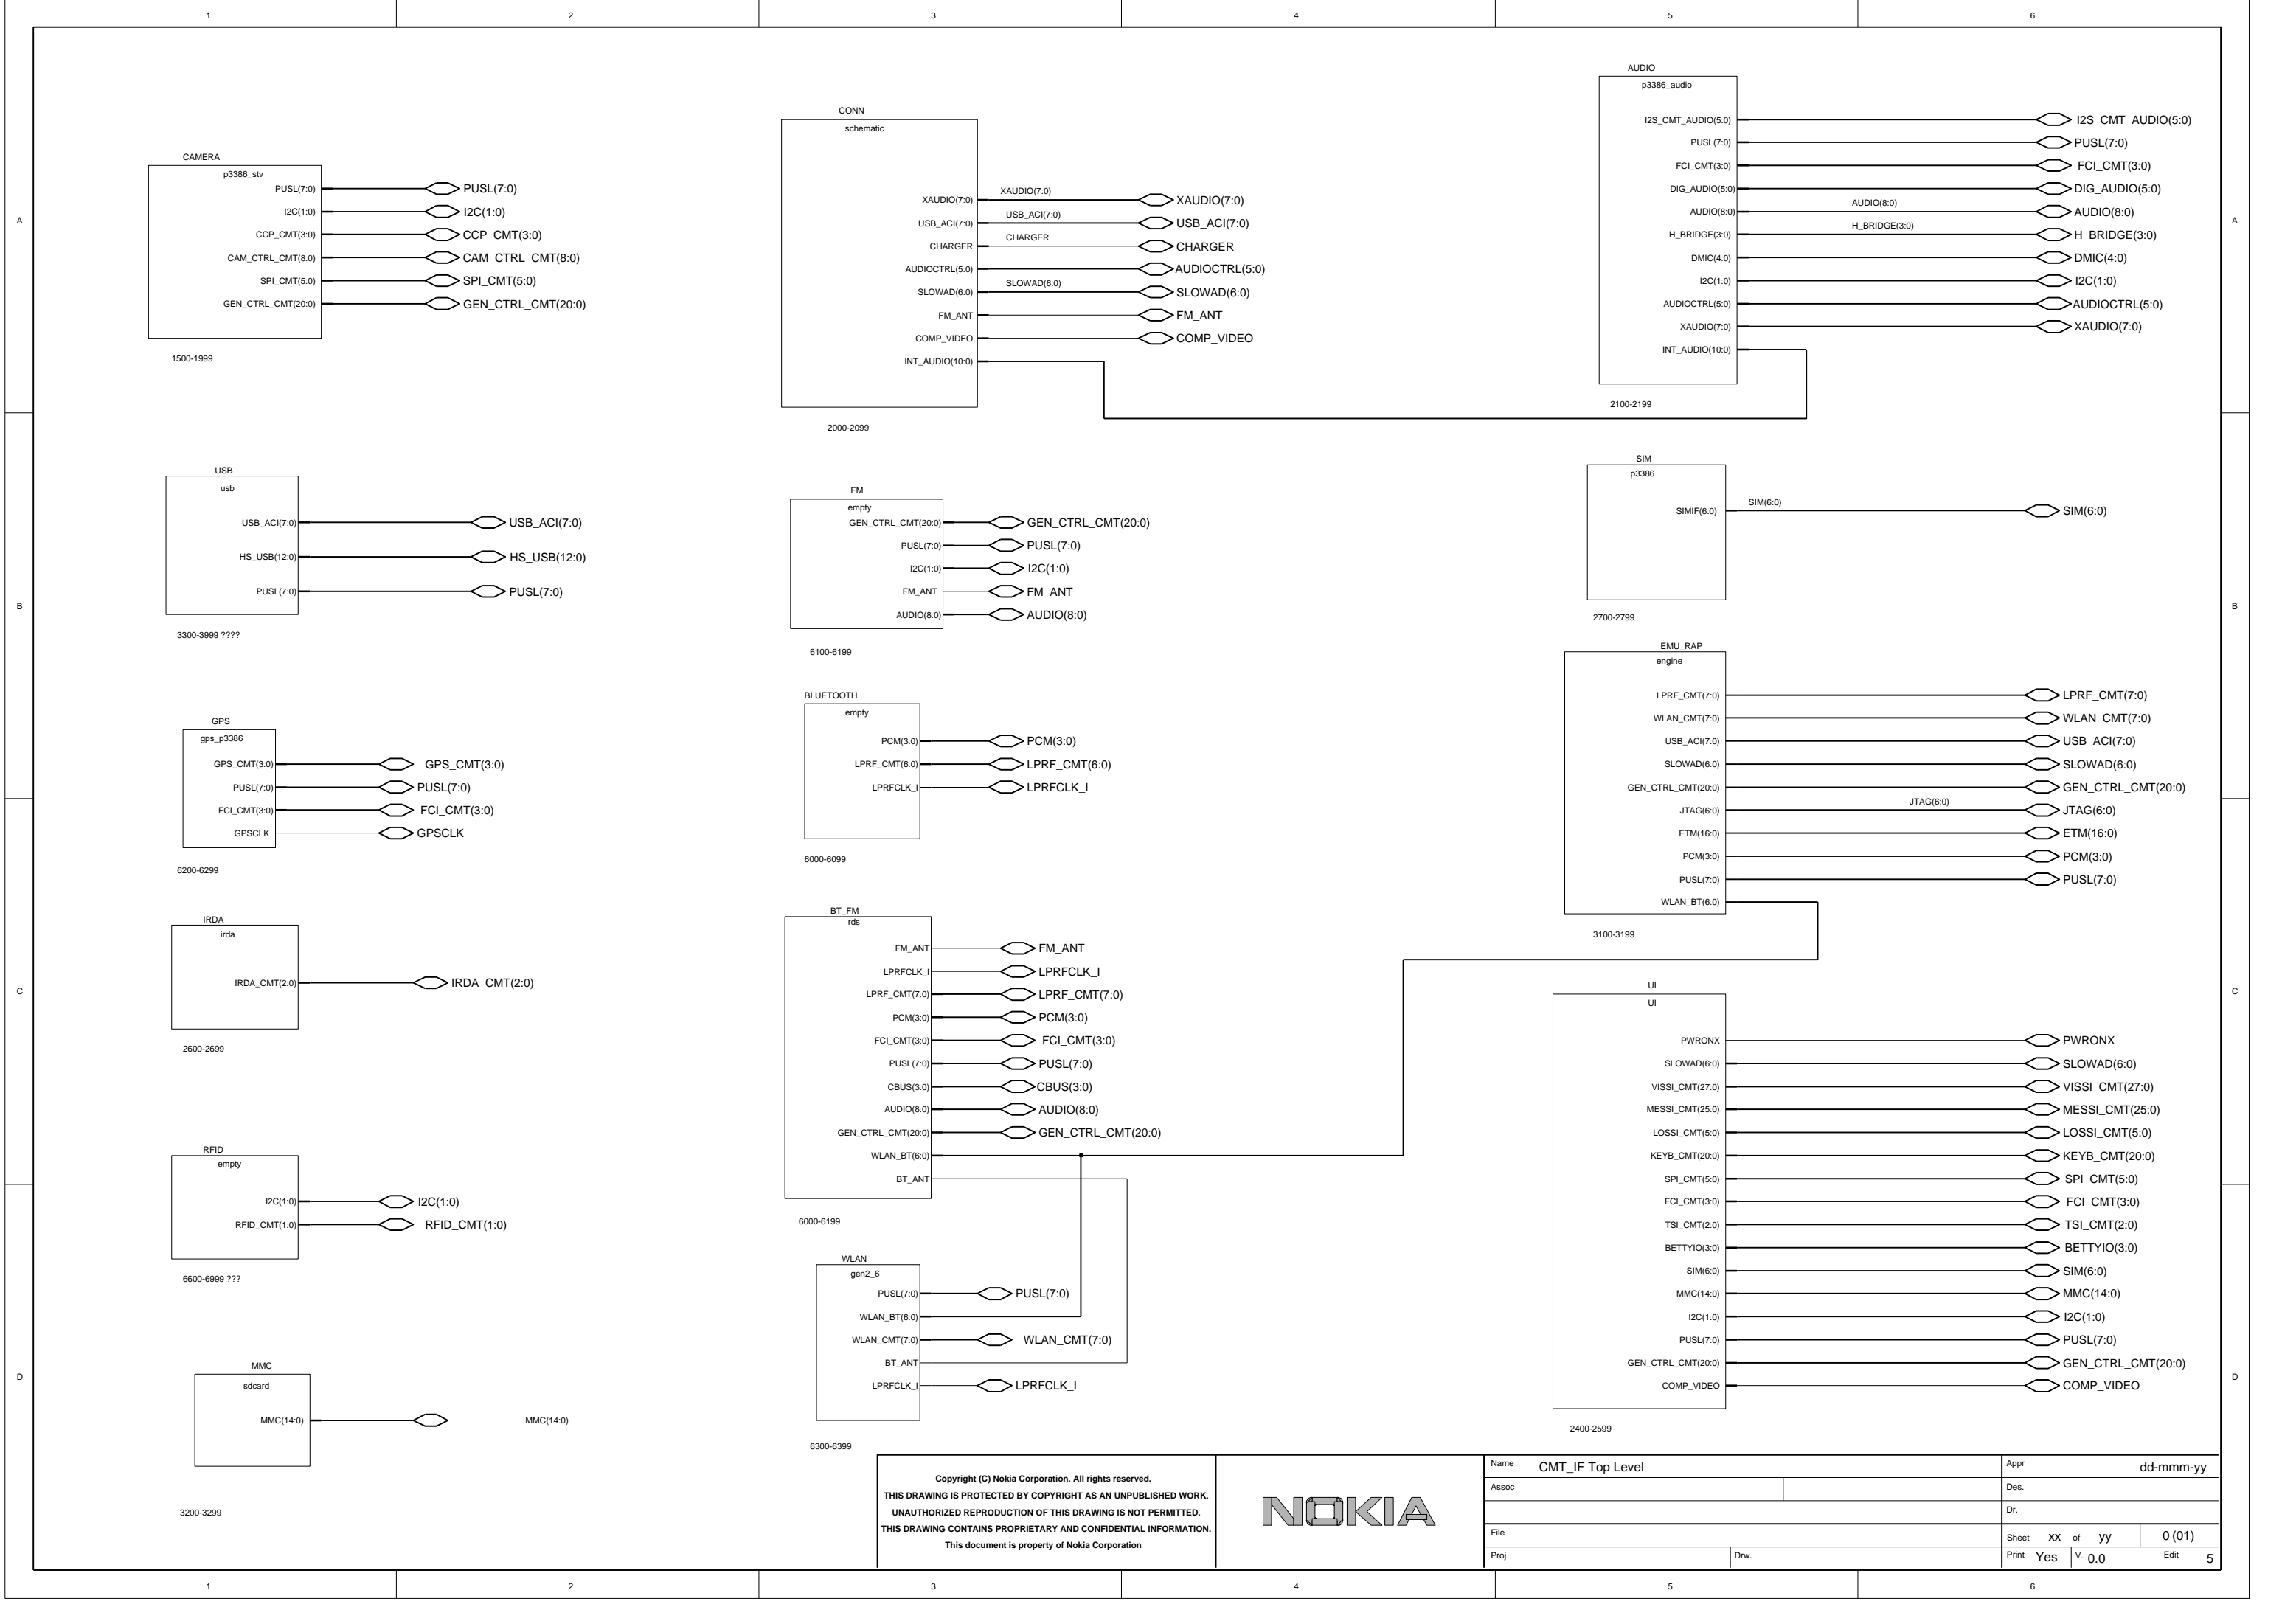 1 2 3 4 5 6
A
B
C
D
CAMERA
p3386_stv
PUSL(7:0) PUSL(7:0)
I2C(1:0) I2C(1:0)
CCP_CMT(3:0) CCP_CMT(3:0)
CAM_CTRL_CMT(8:0) CAM_CTRL_CMT(8:0)
SPI_CMT(5:0) SPI_CMT(5:0)
GEN_CTRL_CMT(20:0) GEN_CTRL_CMT(20:0)
1500-1999
USB
usb
USB_ACI(7:0) USB_ACI(7:0)
HS_USB(12:0) HS_USB(12:0)
PUSL(7:0) PUSL(7:0)
3300-3999 ????
GPS
gps_p3386
GPS_CMT(3:0) GPS_CMT(3:0)
PUSL(7:0) PUSL(7:0)
FCI_CMT(3:0) FCI_CMT(3:0)
GPSCLK GPSCLK
6200-6299
IRDA
irda
IRDA_CMT(2:0) IRDA_CMT(2:0)
2600-2699
RFID
empty
I2C(1:0) I2C(1:0)
RFID_CMT(1:0) RFID_CMT(1:0)
6600-6999 ???
MMC
sdcard
MMC(14:0) MMC(14:0)
3200-3299
CONN
schematic
XAUDIO(7:0) XAUDIO(7:0) XAUDIO(7:0)
USB_ACI(7:0) USB_ACI(7:0) USB_ACI(7:0)
CHARGER CHARGER CHARGER
AUDIOCTRL(5:0) AUDIOCTRL(5:0)
SLOWAD(6:0) SLOWAD(6:0) SLOWAD(6:0)
FM_ANT FM_ANT
COMP_VIDEO COMP_VIDEO
INT_AUDIO(10:0)
2000-2099
FM
empty
GEN_CTRL_CMT(20:0) GEN_CTRL_CMT(20:0)
PUSL(7:0) PUSL(7:0)
I2C(1:0) I2C(1:0)
FM_ANT FM_ANT
AUDIO(8:0) AUDIO(8:0)
6100-6199
BLUETOOTH
empty
PCM(3:0) PCM(3:0)
LPRF_CMT(6:0) LPRF_CMT(6:0)
LPRFCLK_I LPRFCLK_I
6000-6099
BT_FM
rds
FM_ANT FM_ANT
LPRFCLK_I LPRFCLK_I
LPRF_CMT(7:0) LPRF_CMT(7:0)
PCM(3:0) PCM(3:0)
FCI_CMT(3:0) FCI_CMT(3:0)
PUSL(7:0) PUSL(7:0)
CBUS(3:0) CBUS(3:0)
AUDIO(8:0) AUDIO(8:0)
GEN_CTRL_CMT(20:0) GEN_CTRL_CMT(20:0)
WLAN_BT(6:0)
BT_ANT
6000-6199
WLAN
gen2_6
PUSL(7:0) PUSL(7:0)
WLAN_BT(6:0)
WLAN_CMT(7:0) WLAN_CMT(7:0)
BT_ANT
LPRFCLK_I LPRFCLK_I
6300-6399
AUDIO
p3386_audio
I2S_CMT_AUDIO(5:0) I2S_CMT_AUDIO(5:0)
PUSL(7:0) PUSL(7:0)
FCI_CMT(3:0) FCI_CMT(3:0)
DIG_AUDIO(5:0) DIG_AUDIO(5:0)
AUDIO(8:0) AUDIO(8:0) AUDIO(8:0)
H_BRIDGE(3:0) H_BRIDGE(3:0) H_BRIDGE(3:0)
DMIC(4:0) DMIC(4:0)
I2C(1:0) I2C(1:0)
AUDIOCTRL(5:0) AUDIOCTRL(5:0)
XAUDIO(7:0) XAUDIO(7:0)
INT_AUDIO(10:0)
2100-2199
SIM
p3386
SIMIF(6:0) SIM(6:0) SIM(6:0)
2700-2799
EMU_RAP
engine
LPRF_CMT(7:0) LPRF_CMT(7:0)
WLAN_CMT(7:0) WLAN_CMT(7:0)
USB_ACI(7:0) USB_ACI(7:0)
SLOWAD(6:0) SLOWAD(6:0)
GEN_CTRL_CMT(20:0) GEN_CTRL_CMT(20:0)
JTAG(6:0) JTAG(6:0) JTAG(6:0)
ETM(16:0) ETM(16:0)
PCM(3:0) PCM(3:0)
PUSL(7:0) PUSL(7:0)
WLAN_BT(6:0)
3100-3199
UI
UI
PWRONX PWRONX
SLOWAD(6:0) SLOWAD(6:0)
VISSI_CMT(27:0) VISSI_CMT(27:0)
MESSI_CMT(25:0) MESSI_CMT(25:0)
LOSSI_CMT(5:0) LOSSI_CMT(5:0)
KEYB_CMT(20:0) KEYB_CMT(20:0)
SPI_CMT(5:0) SPI_CMT(5:0)
FCI_CMT(3:0) FCI_CMT(3:0)
TSI_CMT(2:0) TSI_CMT(2:0)
BETTYIO(3:0) BETTYIO(3:0)
SIM(6:0) SIM(6:0)
MMC(14:0) MMC(14:0)
I2C(1:0) I2C(1:0)
PUSL(7:0) PUSL(7:0)
GEN_CTRL_CMT(20:0) GEN_CTRL_CMT(20:0)
COMP_VIDEO COMP_VIDEO
2400-2599
A
B
C
D
Copyright (C) Nokia Corporation. All rights reserved.
THIS DRAWING IS PROTECTED BY COPYRIGHT AS AN UNPUBLISHED WORK.
UNAUTHORIZED REPRODUCTION OF THIS DRAWING IS NOT PERMITTED.
THIS DRAWING CONTAINS PROPRIETARY AND CONFIDENTIAL INFORMATION.
This document is property of Nokia Corporation
NOKIA
Name CMT_IF Top Level
Assoc
File
Proj Drw.
Appr dd-mmm-yy
Des.
Dr.
Sheet xx of yy 0 (01)
Print Yes V. 0.0 Edit 5
1 2 3 4 5 6